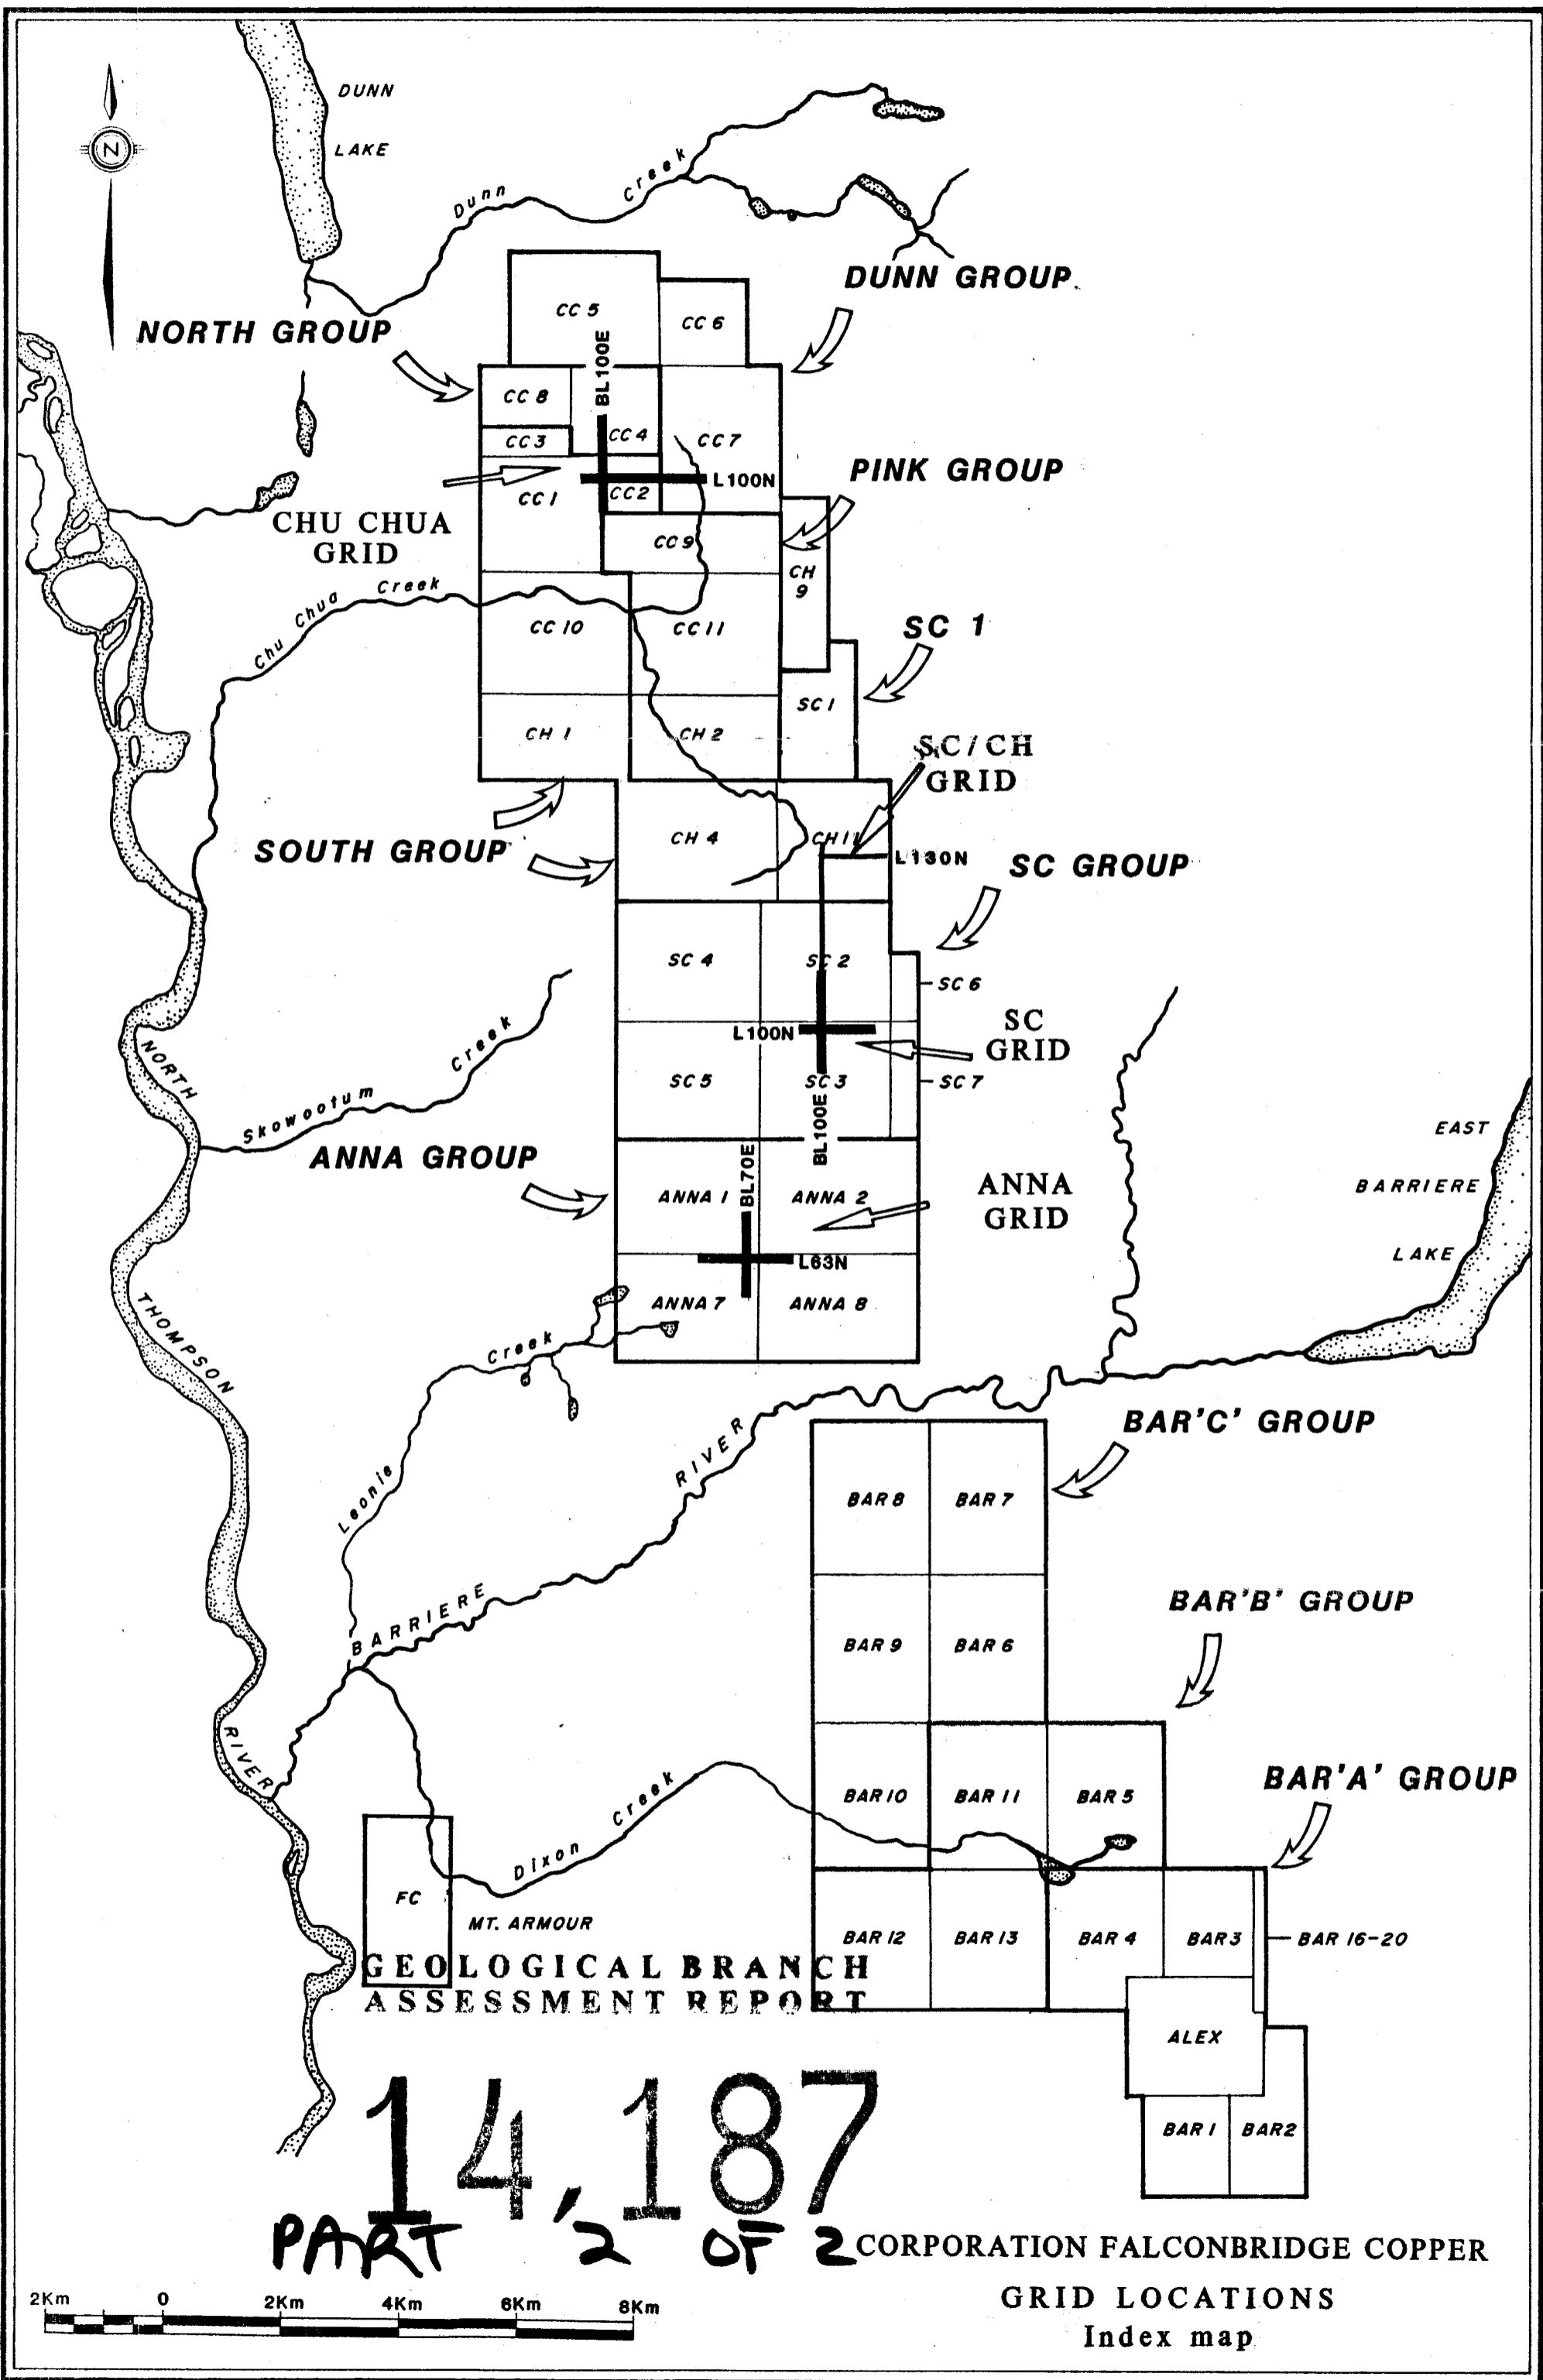 DUNN
LAKE
N
Dunn Creek
DUNN GROUP
NORTH GROUP
CC 5
CC 6
BL100E
CC 8
CC 3
CC 4
CC 7
PINK GROUP
L100N
CC 1
CC 2
CHU CHUA
GRID
CC 9
CH
9
Chu Chua Creek
CC 10
CC 11
SC 1
SC 1
CH 1
CH 2
SC/CH
GRID
SOUTH GROUP
CH 4
CH 11
L130N
SC GROUP
SC 4
SC 2
SC 6
L100N
SC
GRID
Skowootum Creek
SC 5
SC 3
SC 7
BL100E
ANNA GROUP
BL70E
ANNA 1
ANNA 2
ANNA
GRID
EAST
BARRIERE
LAKE
L63N
ANNA 7
ANNA 8
Leonie Creek
NORTH
THOMPSON
RIVER
BARRIERE RIVER
BAR'C' GROUP
BAR 8
BAR 7
BAR'B' GROUP
BAR 9
BAR 6
BAR'A' GROUP
BAR 10
BAR 11
BAR 5
Dixon Creek
FC
MT. ARMOUR
BAR 12
BAR 13
BAR 4
BAR 3
BAR 16-20
GEOLOGICAL BRANCH
ASSESSMENT REPORT
ALEX
BAR 1
BAR 2
14,187
PART 2 OF 2
CORPORATION FALCONBRIDGE COPPER
GRID LOCATIONS
Index map
2Km 0 2Km 4Km 6Km 8Km